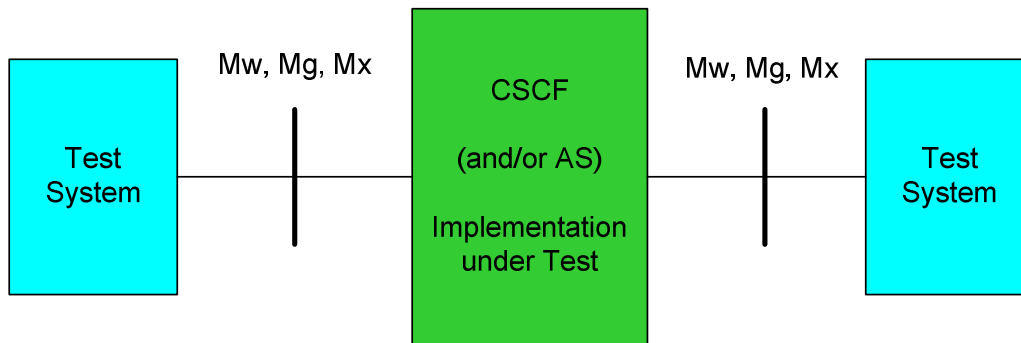 Mw, Mg, Mx
Mw, Mg, Mx
Test
System
CSCF
(and/or AS)
Implementation
under Test
Test
System